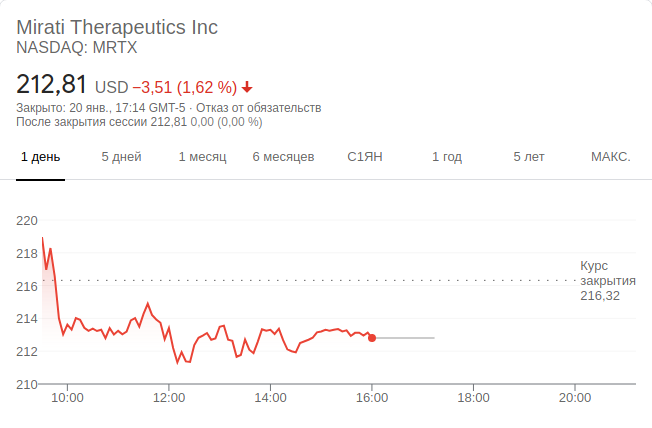 Mirati Therapeutics Inc
NASDAQ: MRTX
212,81 USD −3,51 (1,62 %)
Закрыто: 20 янв., 17:14 GMT-5 · Отказ от обязательств
После закрытия сессии 212,81 0,00 (0,00 %)
1 день 5 дней 1 месяц 6 месяцев С1ЯН 1 год 5 лет МАКС.
220
218
Курс
закрытия
216,32
216
214
212
210
10:00 12:00 14:00 16:00 18:00 20:00